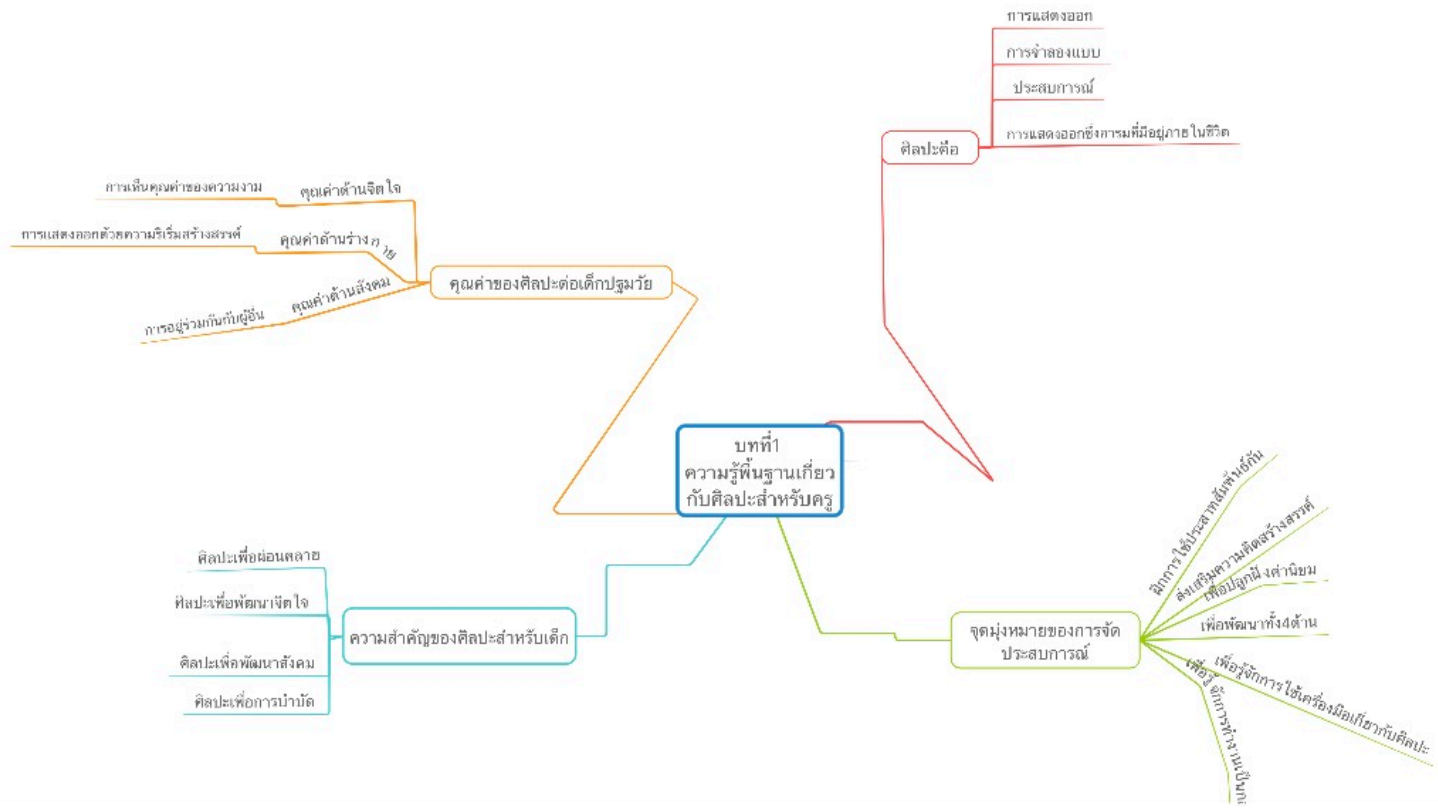 การแสดงออก
การจำลองแบบ
ประสบการณ์
การแสดงออกซึ่งอารมที่มีอยู่ภายในชีวิต
ศิลปะคือ
การเห็นคุณค่าของความงาม
คุณค่าด้านจิตใจ
การแสดงออกด้วยความริเริ่มสร้างสรรค์
คุณค่าด้านร่างกาย
การอยู่ร่วมกันกับผู้อื่น
คุณค่าด้านสังคม
คุณค่าของศิลปะต่อเด็กปฐมวัย
บทที่1
ความรู้พื้นฐานเกี่ยว
กับศิลปะสำหรับครู
ศิลปะเพื่อผ่อนคลาย
ศิลปะเพื่อพัฒนาจิตใจ
ศิลปะเพื่อพัฒนาสังคม
ศิลปะเพื่อการบำบัด
ความสำคัญของศิลปะสำหรับเด็ก
จุดมุ่งหมายของการจัด
ประสบการณ์
ฝึกการใช้ประสาทสัมพันธ์กัน
ส่งเสริมความคิดสร้างสรรค์
เพื่อปลูกฝังค่านิยม
เพื่อพัฒนาทั้ง4ด้าน
เพื่อรู้จักการใช้เครื่องมือเกี่ยวกับศิลปะ
เพื่อรู้จักการทำงานเป็น